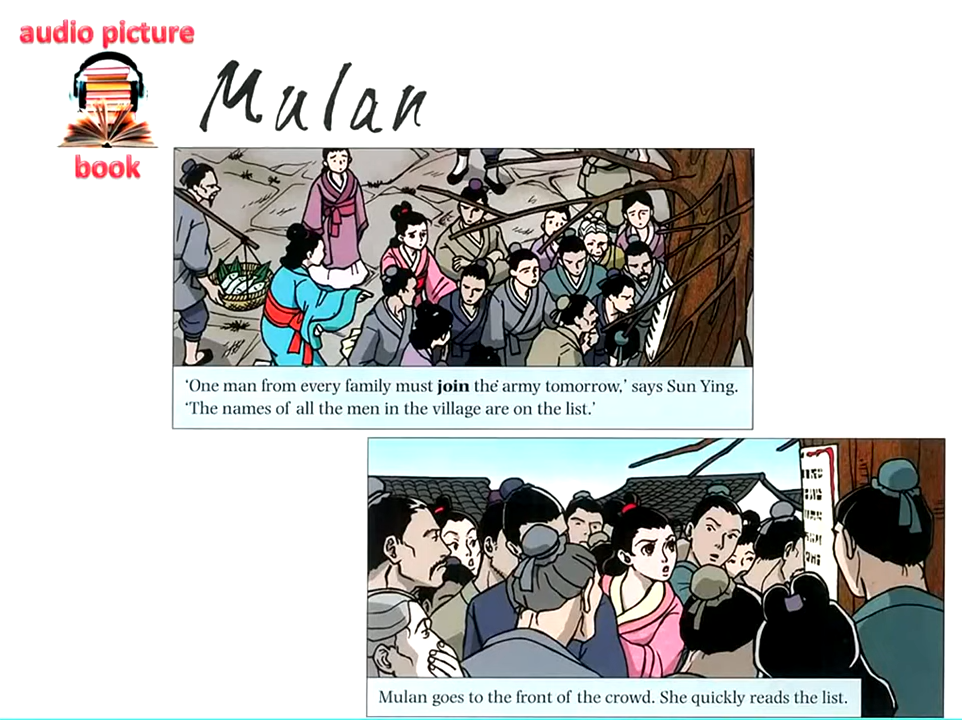 audio picture
book
Mulan
‘One man from every family must join the army tomorrow,’ says Sun Ying.
‘The names of all the men in the village are on the list.’
Mulan goes to the front of the crowd. She quickly reads the list.